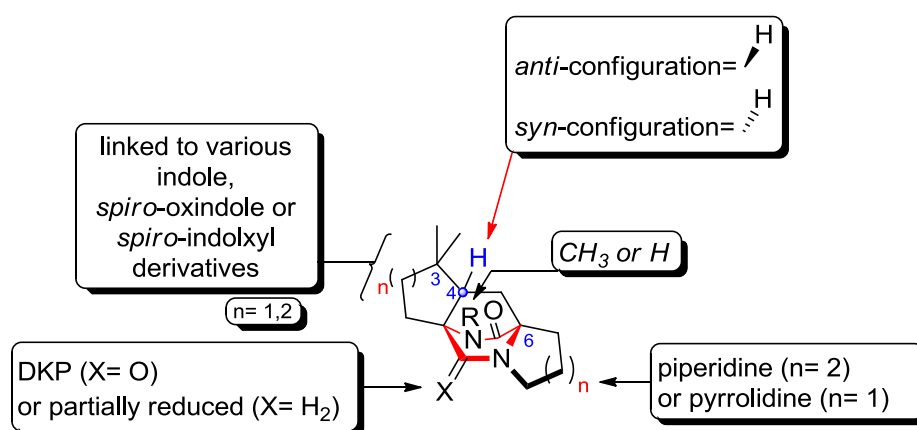 H
anti-configuration=
H
syn-configuration=
linked to various
indole,
spiro-oxindole or
spiro-indolxyl
derivatives
n= 1,2
n
3
H
4
CH3 or H
R
O
N
6
N
X
n
DKP (X= O)
or partially reduced (X= H2)
piperidine (n= 2)
or pyrrolidine (n= 1)